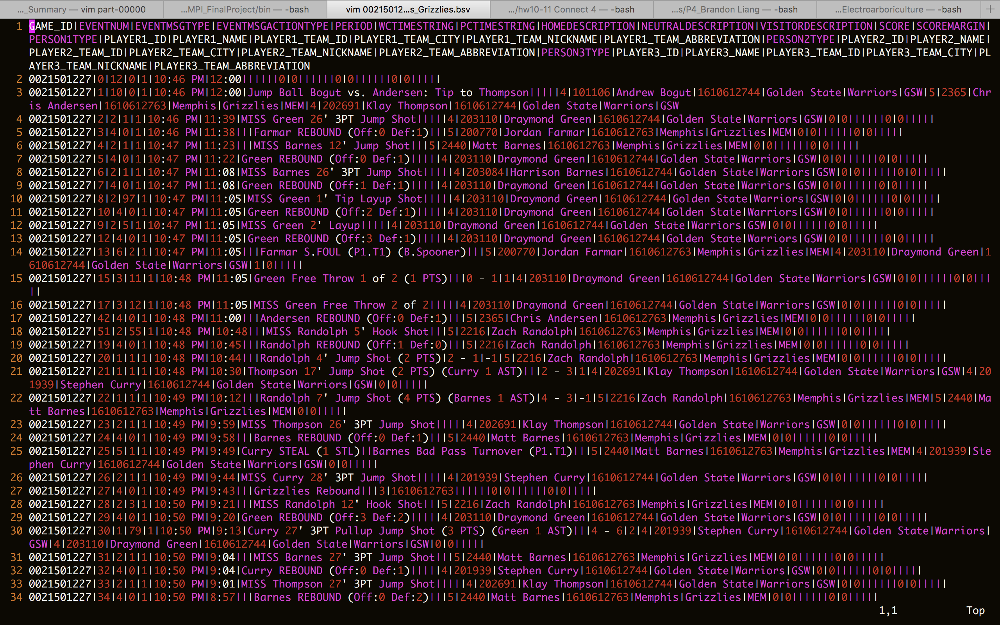 ..._Summary — vim part-00000
...MPI_FinalProject/bin — -bash
vim 00215012...s_Grizzlies.bsv
.../hw10-11 Connect 4 — -bash
...s/P4_Brandon Liang — -bash
...Electroarboriculture — -bash
+
1 GAME_ID|EVENTNUM|EVENTMSGTYPE|EVENTMSGACTIONTYPE|PERIOD|WCTIMESTRING|PCTIMESTRING|HOMEDESCRIPTION|NEUTRALDESCRIPTION|VISITORDESCRIPTION|SCORE|SCOREMARGIN|
PERSON1TYPE|PLAYER1_ID|PLAYER1_NAME|PLAYER1_TEAM_ID|PLAYER1_TEAM_CITY|PLAYER1_TEAM_NICKNAME|PLAYER1_TEAM_ABBREVIATION|PERSON2TYPE|PLAYER2_ID|PLAYER2_NAME|
PLAYER2_TEAM_ID|PLAYER2_TEAM_CITY|PLAYER2_TEAM_NICKNAME|PLAYER2_TEAM_ABBREVIATION|PERSON3TYPE|PLAYER3_ID|PLAYER3_NAME|PLAYER3_TEAM_ID|PLAYER3_TEAM_CITY|PL
AYER3_TEAM_NICKNAME|PLAYER3_TEAM_ABBREVIATION
2 0021501227|0|12|0|1|10:46 PM|12:00||||||0|0||||||0|0||||||0|0|||||
3 0021501227|1|10|0|1|10:46 PM|12:00|Jump Ball Bogut vs. Andersen: Tip to Thompson|||||4|101106|Andrew Bogut|1610612744|Golden State|Warriors|GSW|5|2365|Chr
is Andersen|1610612763|Memphis|Grizzlies|MEM|4|202691|Klay Thompson|1610612744|Golden State|Warriors|GSW
4 0021501227|2|2|1|1|10:46 PM|11:39|MISS Green 26' 3PT Jump Shot|||||4|203110|Draymond Green|1610612744|Golden State|Warriors|GSW|0|0||||||0|0|||||
5 0021501227|3|4|0|1|10:46 PM|11:38|||Farmar REBOUND (Off:0 Def:1)|||5|200770|Jordan Farmar|1610612763|Memphis|Grizzlies|MEM|0|0||||||0|0|||||
6 0021501227|4|2|1|1|10:47 PM|11:23|||MISS Barnes 12' Jump Shot|||5|2440|Matt Barnes|1610612763|Memphis|Grizzlies|MEM|0|0||||||0|0|||||
7 0021501227|5|4|0|1|10:47 PM|11:22|Green REBOUND (Off:0 Def:1)|||||4|203110|Draymond Green|1610612744|Golden State|Warriors|GSW|0|0||||||0|0|||||
8 0021501227|6|2|1|1|10:47 PM|11:08|MISS Barnes 26' 3PT Jump Shot|||||4|203084|Harrison Barnes|1610612744|Golden State|Warriors|GSW|0|0||||||0|0|||||
9 0021501227|7|4|0|1|10:47 PM|11:08|Green REBOUND (Off:1 Def:1)|||||4|203110|Draymond Green|1610612744|Golden State|Warriors|GSW|0|0||||||0|0|||||
10 0021501227|8|2|97|1|10:47 PM|11:05|MISS Green 1' Tip Layup Shot|||||4|203110|Draymond Green|1610612744|Golden State|Warriors|GSW|0|0||||||0|0|||||
11 0021501227|10|4|0|1|10:47 PM|11:05|Green REBOUND (Off:2 Def:1)|||||4|203110|Draymond Green|1610612744|Golden State|Warriors|GSW|0|0||||||0|0|||||
12 0021501227|9|2|5|1|10:47 PM|11:05|MISS Green 2' Layup|||||4|203110|Draymond Green|1610612744|Golden State|Warriors|GSW|0|0||||||0|0|||||
13 0021501227|12|4|0|1|10:47 PM|11:05|Green REBOUND (Off:3 Def:1)|||||4|203110|Draymond Green|1610612744|Golden State|Warriors|GSW|0|0||||||0|0|||||
14 0021501227|13|6|2|1|10:47 PM|11:05|||Farmar S.FOUL (P1.T1) (B.Spooner)|||5|200770|Jordan Farmar|1610612763|Memphis|Grizzlies|MEM|4|203110|Draymond Green|1
610612744|Golden State|Warriors|GSW|1|0|||||
15 0021501227|15|3|11|1|10:48 PM|11:05|Green Free Throw 1 of 2 (1 PTS)|||0 - 1|1|4|203110|Draymond Green|1610612744|Golden State|Warriors|GSW|0|0||||||0|0|||
||
16 0021501227|17|3|12|1|10:48 PM|11:05|MISS Green Free Throw 2 of 2|||||4|203110|Draymond Green|1610612744|Golden State|Warriors|GSW|0|0||||||0|0|||||
17 0021501227|42|4|0|1|10:48 PM|11:00|||Andersen REBOUND (Off:0 Def:1)|||5|2365|Chris Andersen|1610612763|Memphis|Grizzlies|MEM|0|0||||||0|0|||||
18 0021501227|51|2|55|1|10:48 PM|10:48|||MISS Randolph 5' Hook Shot|||5|2216|Zach Randolph|1610612763|Memphis|Grizzlies|MEM|0|0||||||0|0|||||
19 0021501227|19|4|0|1|10:48 PM|10:45|||Randolph REBOUND (Off:1 Def:0)|||5|2216|Zach Randolph|1610612763|Memphis|Grizzlies|MEM|0|0||||||0|0|||||
20 0021501227|20|1|1|1|10:48 PM|10:44|||Randolph 4' Jump Shot (2 PTS)|2 - 1|-1|5|2216|Zach Randolph|1610612763|Memphis|Grizzlies|MEM|0|0||||||0|0|||||
21 0021501227|21|1|1|1|10:48 PM|10:30|Thompson 17' Jump Shot (2 PTS) (Curry 1 AST)|||2 - 3|1|4|202691|Klay Thompson|1610612744|Golden State|Warriors|GSW|4|20
1939|Stephen Curry|1610612744|Golden State|Warriors|GSW|0|0|||||
22 0021501227|22|1|1|1|10:49 PM|10:12|||Randolph 7' Jump Shot (4 PTS) (Barnes 1 AST)|4 - 3|-1|5|2216|Zach Randolph|1610612763|Memphis|Grizzlies|MEM|5|2440|Ma
tt Barnes|1610612763|Memphis|Grizzlies|MEM|0|0|||||
23 0021501227|23|2|1|1|10:49 PM|9:59|MISS Thompson 26' 3PT Jump Shot|||||4|202691|Klay Thompson|1610612744|Golden State|Warriors|GSW|0|0||||||0|0|||||
24 0021501227|24|4|0|1|10:49 PM|9:58|||Barnes REBOUND (Off:0 Def:1)|||5|2440|Matt Barnes|1610612763|Memphis|Grizzlies|MEM|0|0||||||0|0|||||
25 0021501227|25|5|1|1|10:49 PM|9:49|Curry STEAL (1 STL)||Barnes Bad Pass Turnover (P1.T1)|||5|2440|Matt Barnes|1610612763|Memphis|Grizzlies|MEM|4|201939|Ste
phen Curry|1610612744|Golden State|Warriors|GSW|0|0|||||
26 0021501227|26|2|1|1|10:49 PM|9:44|MISS Curry 28' 3PT Jump Shot|||||4|201939|Stephen Curry|1610612744|Golden State|Warriors|GSW|0|0||||||0|0|||||
27 0021501227|27|4|0|1|10:49 PM|9:43|||Grizzlies Rebound|||3|1610612763||||||0|0||||||0|0|||||
28 0021501227|28|2|3|1|10:50 PM|9:21|||MISS Randolph 12' Hook Shot|||5|2216|Zach Randolph|1610612763|Memphis|Grizzlies|MEM|0|0||||||0|0|||||
29 0021501227|29|4|0|1|10:50 PM|9:20|Green REBOUND (Off:3 Def:2)|||||4|203110|Draymond Green|1610612744|Golden State|Warriors|GSW|0|0||||||0|0|||||
30 0021501227|30|1|79|1|10:50 PM|9:13|Curry 27' 3PT Pullup Jump Shot (3 PTS) (Green 1 AST)|||4 - 6|2|4|201939|Stephen Curry|1610612744|Golden State|Warriors|
GSW|4|203110|Draymond Green|1610612744|Golden State|Warriors|GSW|0|0|||||
31 0021501227|31|2|1|1|10:50 PM|9:04|||MISS Barnes 27' 3PT Jump Shot|||5|2440|Matt Barnes|1610612763|Memphis|Grizzlies|MEM|0|0||||||0|0|||||
32 0021501227|32|4|0|1|10:50 PM|9:04|Curry REBOUND (Off:0 Def:1)|||||4|201939|Stephen Curry|1610612744|Golden State|Warriors|GSW|0|0||||||0|0|||||
33 0021501227|33|2|1|1|10:50 PM|9:01|MISS Thompson 27' 3PT Jump Shot|||||4|202691|Klay Thompson|1610612744|Golden State|Warriors|GSW|0|0||||||0|0|||||
34 0021501227|34|4|0|1|10:50 PM|8:57|||Barnes REBOUND (Off:0 Def:2)|||5|2440|Matt Barnes|1610612763|Memphis|Grizzlies|MEM|0|0||||||0|0|||||
1,1 Top